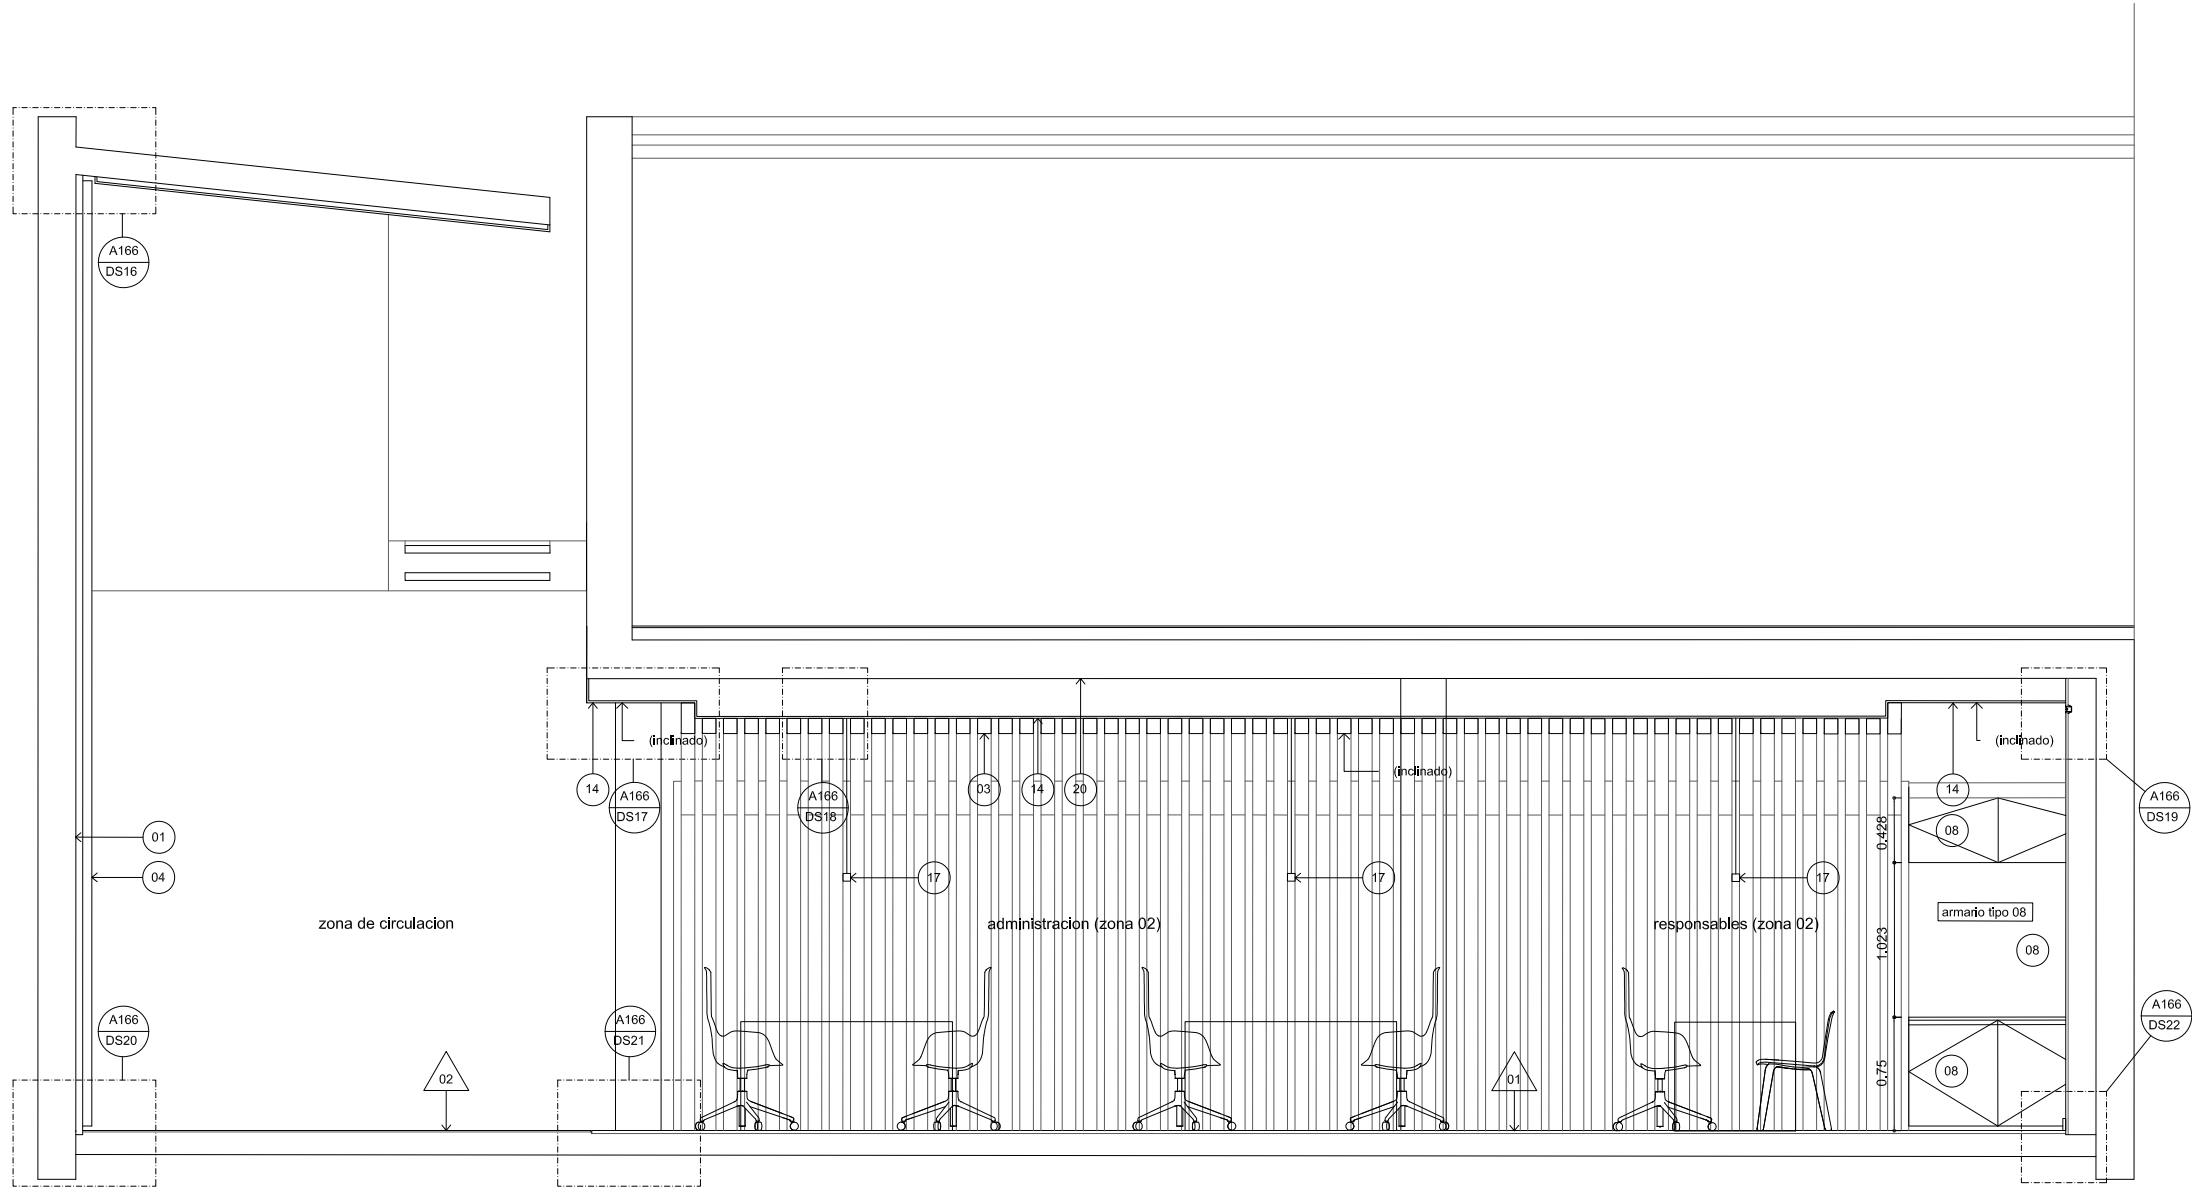 A166
DS16
(inclinado)
(inclinado)
(inclinado)
14
A166
DS17
A166
DS18
03
14
20
14
A166
DS19
01
04
17
17
17
0.428
08
zona de circulacion
administracion (zona 02)
responsables (zona 02)
armario tipo 08
1.023
08
A166
DS20
A166
DS21
A166
DS22
02
01
0.75
08